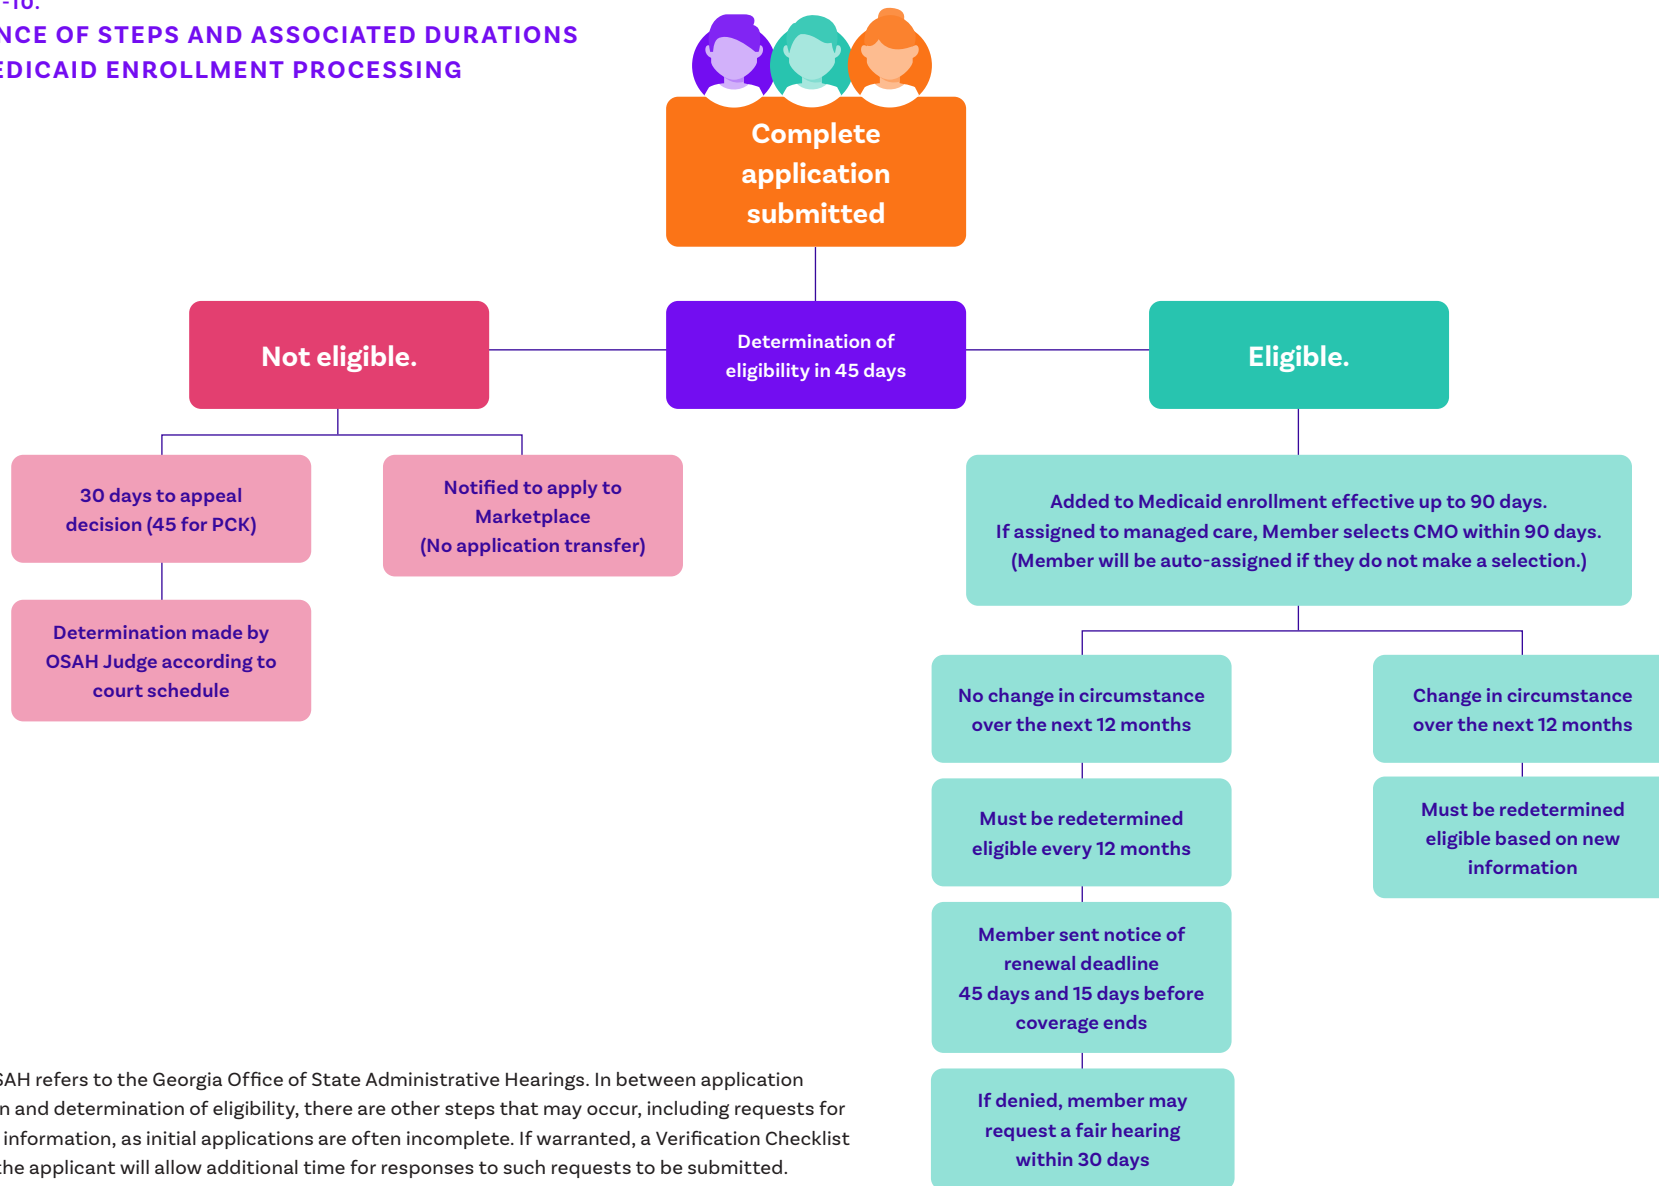 -10.
NCE OF STEPS AND ASSOCIATED DURATIONS
EDICAID ENROLLMENT PROCESSING
Complete
application
submitted
Not eligible.
Determination of
eligibility in 45 days
Eligible.
30 days to appeal
decision (45 for PCK)
Notified to apply to
Marketplace
(No application transfer)
Added to Medicaid enrollment effective up to 90 days.
If assigned to managed care, Member selects CMO within 90 days.
(Member will be auto-assigned if they do not make a selection.)
Determination made by
OSAH Judge according to
court schedule
No change in circumstance
over the next 12 months
Change in circumstance
over the next 12 months
Must be redetermined
eligible every 12 months
Must be redetermined
eligible based on new
information
Member sent notice of
renewal deadline
45 days and 15 days before
coverage ends
If denied, member may
request a fair hearing
within 30 days
SAH refers to the Georgia Office of State Administrative Hearings. In between application
n and determination of eligibility, there are other steps that may occur, including requests for
information, as initial applications are often incomplete. If warranted, a Verification Checklist
the applicant will allow additional time for responses to such requests to be submitted.